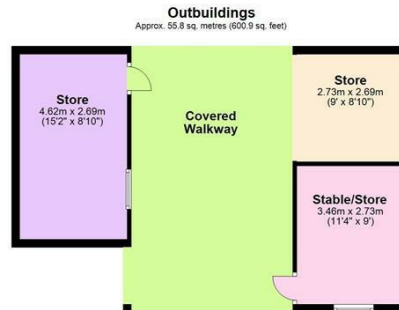 Outbuildings
Approx. 55.8 sq. metres (600.9 sq. feet)
Store
4.62m x 2.69m
(15'2" x 8'10")
Covered
Walkway
Store
2.73m x 2.69m
(9' x 8'10")
Stable/Store
3.46m x 2.73m
(11'4" x 9')